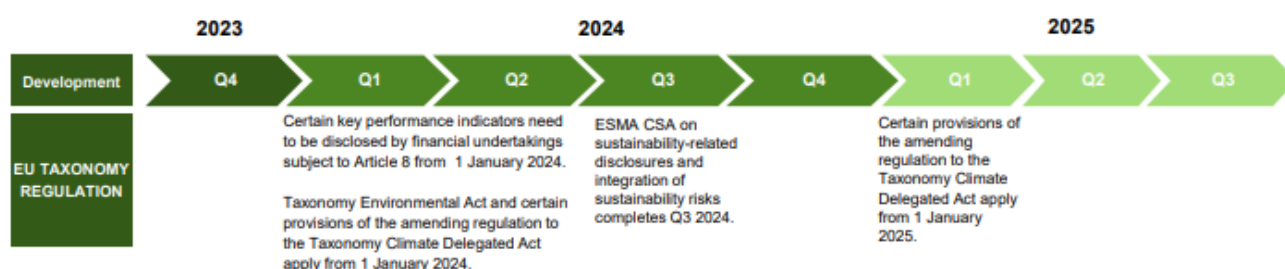 2023 2024 2025
Development Q4 Q1 Q2 Q3 Q4 Q1 Q2 Q3
EU TAXONOMY
REGULATION
Certain key performance indicators need
to be disclosed by financial undertakings
subject to Article 8 from 1 January 2024.
Taxonomy Environmental Act and certain
provisions of the amending regulation to
the Taxonomy Climate Delegated Act
apply from 1 January 2024.
ESMA CSA on
sustainability-related
disclosures and
integration of
sustainability risks
completes Q3 2024.
Certain provisions of
the amending
regulation to the
Taxonomy Climate
Delegated Act apply
from 1 January
2025.